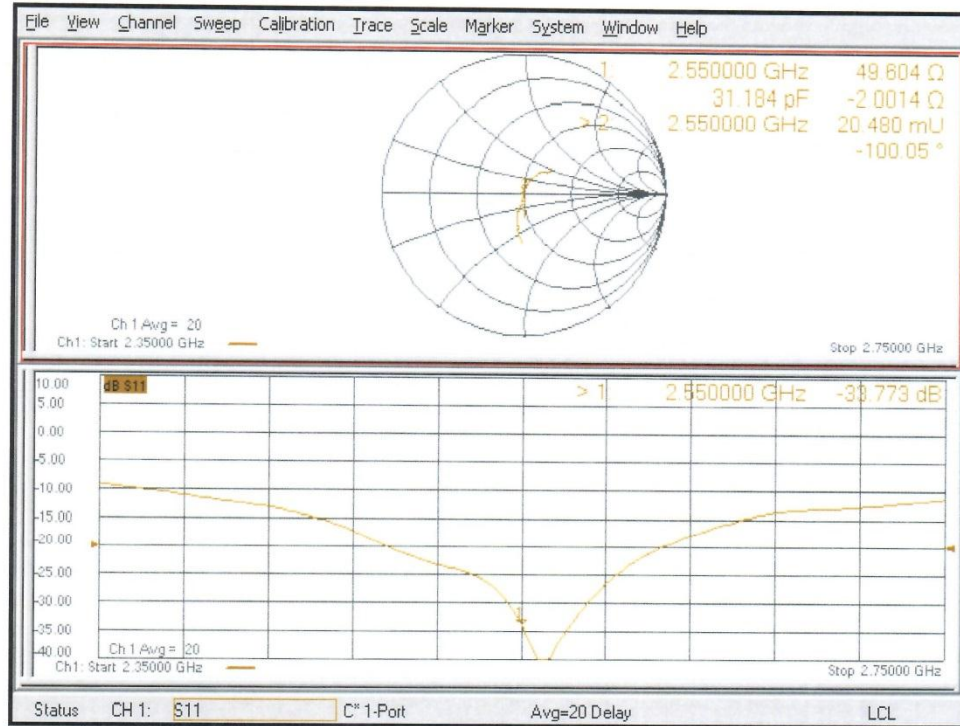 File View Channel Sweep Calibration Trace Scale Marker System Window Help
1 2.550000 GHz 49.604 Ω
31.184 pF -2.0014 Ω
> 2 2.550000 GHz 20.480 mU
-100.05 °
Ch 1 Avg = 20
Ch1: Start 2.35000 GHz
Stop 2.75000 GHz
10.00
dB S11
> 1 2.550000 GHz -33.773 dB
5.00
0.00
-5.00
-10.00
-15.00
-20.00
-25.00
-30.00
1
-35.00
-40.00
Ch 1 Avg = 20
Ch1: Start 2.35000 GHz
Stop 2.75000 GHz
Status CH 1: S11 C* 1-Port Avg=20 Delay LCL